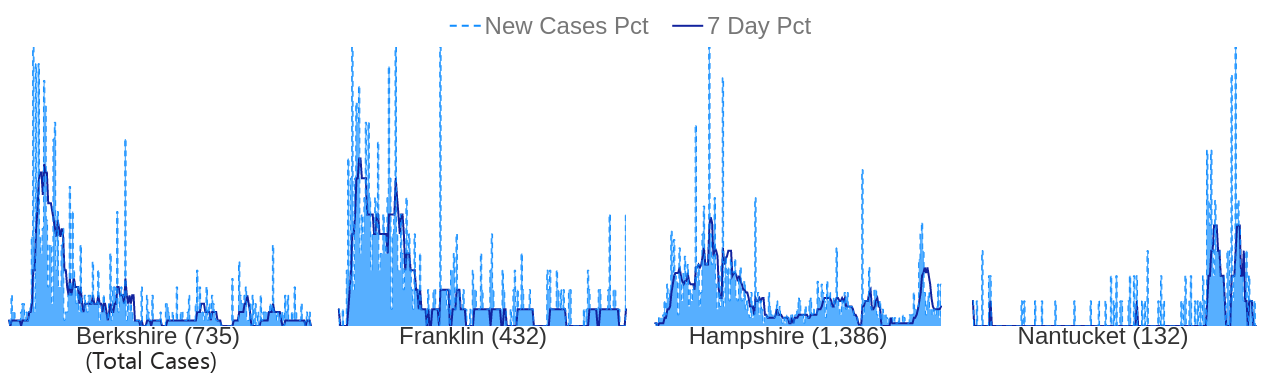 New Cases Pct 7 Day Pct
Berkshire (735) Franklin (432) Hampshire (1,386) Nantucket (132)
(Total Cases)